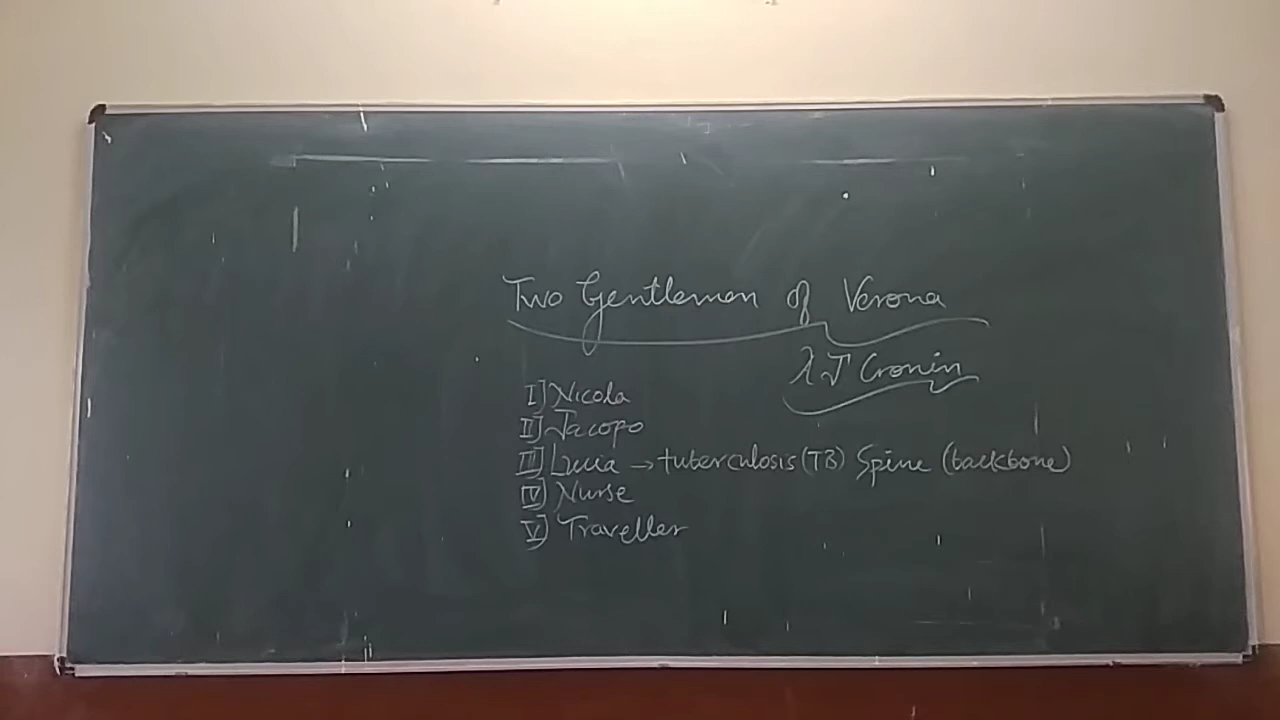 Two Gentlemen of Verona
A J Cronin
I] Nicola
II] Jacopo
III] Lucia → tuberculosis (TB) Spine (backbone)
IV] Nurse
V] Traveller